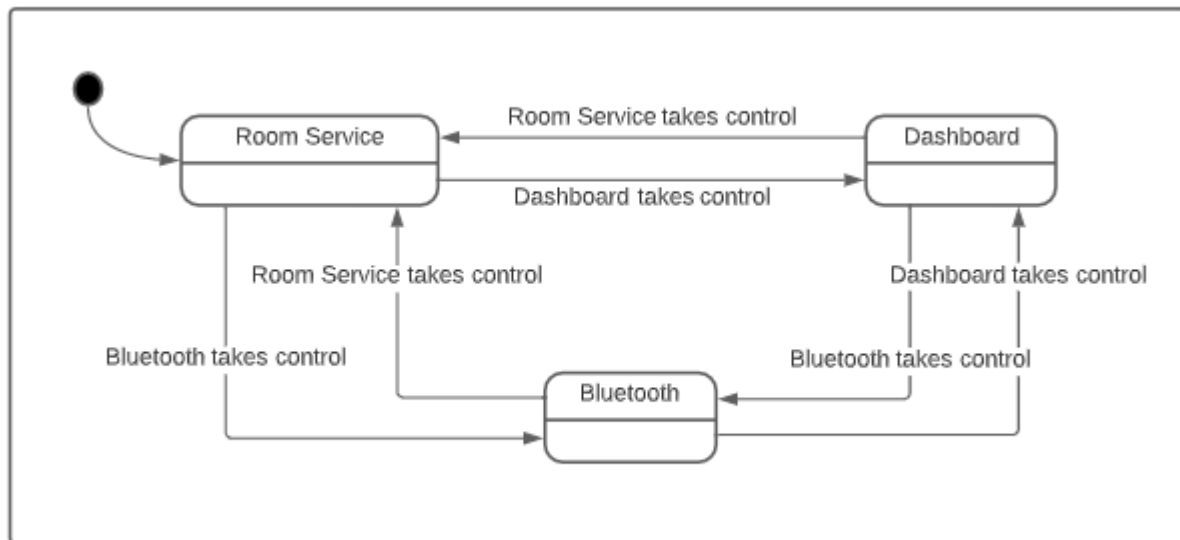 Room Service takes control
Room Service
Dashboard
Dashboard takes control
Room Service takes control
Dashboard takes control
Bluetooth takes control
Bluetooth takes control
Bluetooth